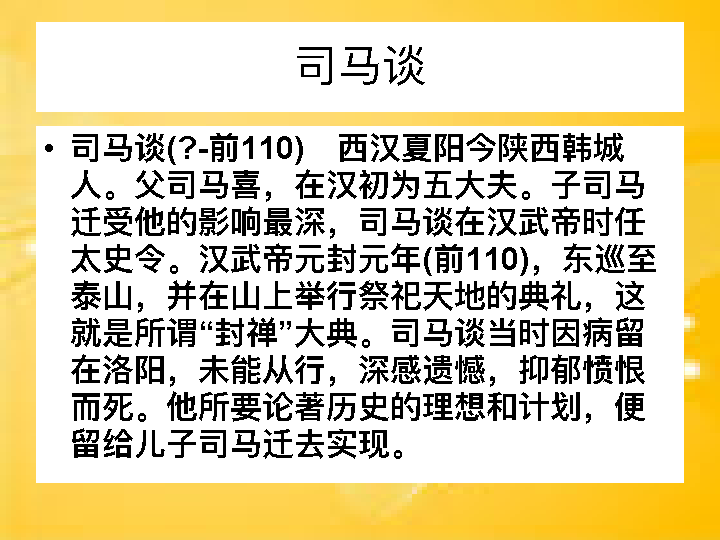 司马谈
• 司马谈(?-前110)　西汉夏阳今陕西韩城
人。父司马喜，在汉初为五大夫。子司马
迁受他的影响最深，司马谈在汉武帝时任
太史令。汉武帝元封元年(前110)，东巡至
泰山，并在山上举行祭祀天地的典礼，这
就是所谓“封禅”大典。司马谈当时因病留
在洛阳，未能从行，深感遗憾，抑郁愤恨
而死。他所要论著历史的理想和计划，便
留给儿子司马迁去实现。